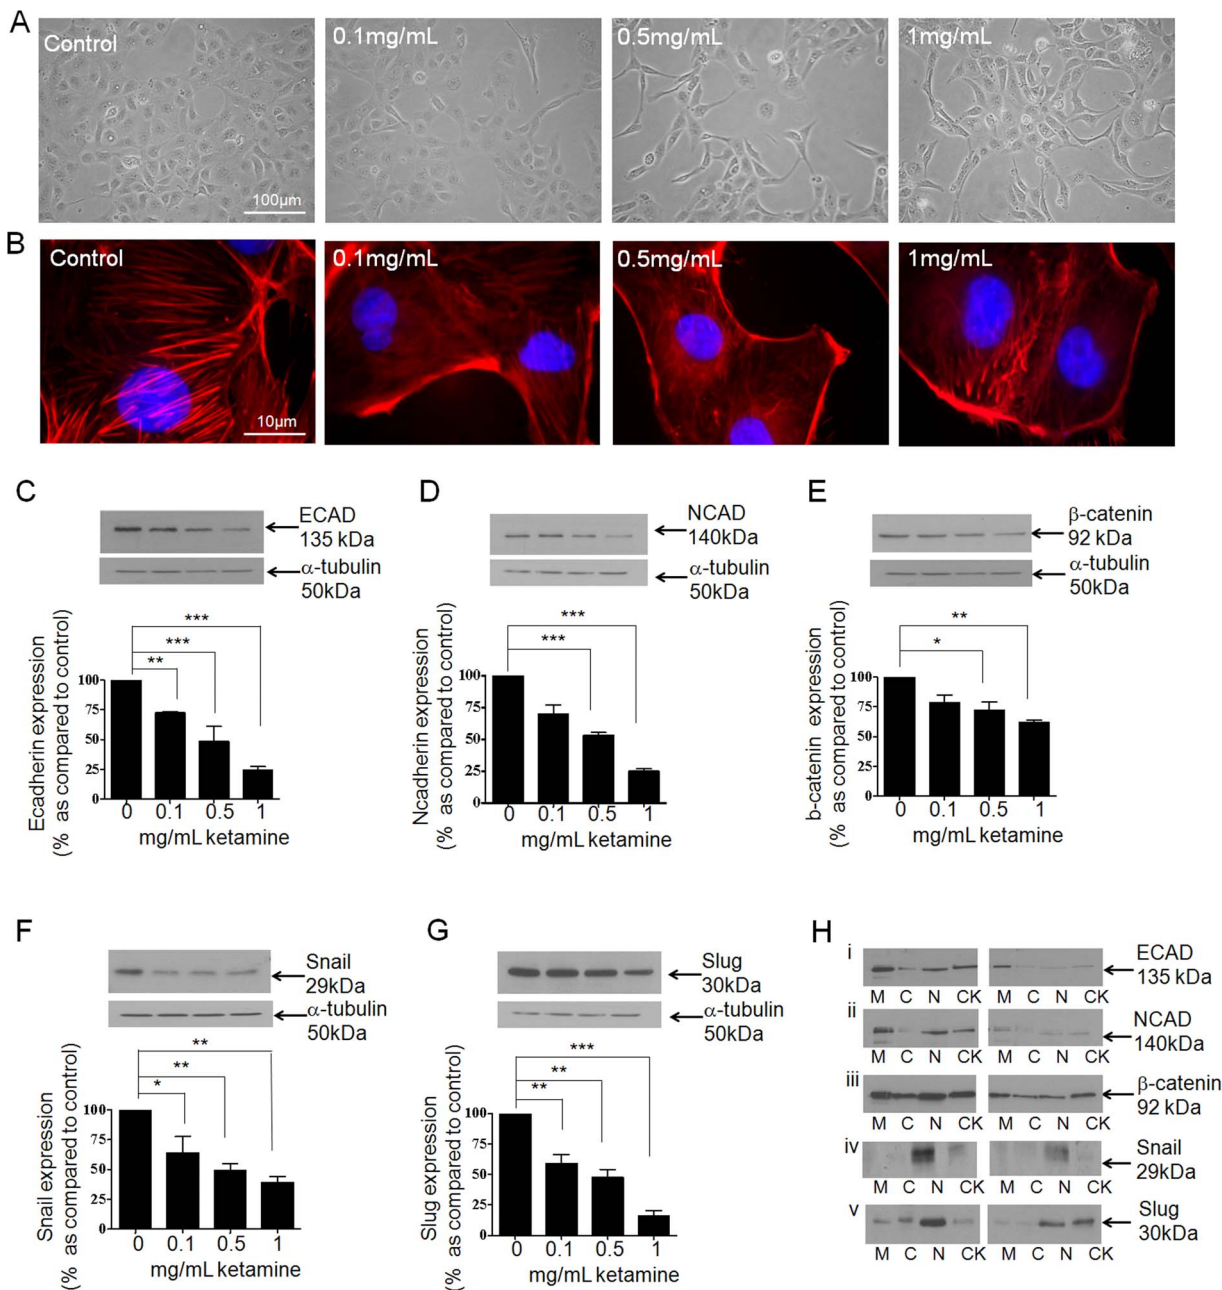 A
Control
0.1mg/mL
0.5mg/mL
1mg/mL
100µm
B
Control
0.1mg/mL
0.5mg/mL
1mg/mL
10µm
C
ECAD
135 kDa
α-tubulin
50kDa
***
***
**
Ecadherin expression
(% as compared to control)
100
75
50
25
0
0 0.1 0.5 1
mg/mL ketamine
D
NCAD
140kDa
α-tubulin
50kDa
***
***
Ncadherin expression
(% as compared to control)
100
75
50
25
0
0 0.1 0.5 1
mg/mL ketamine
E
β-catenin
92 kDa
α-tubulin
50kDa
**
*
b-catenin expression
(% as compared to control)
100
75
50
25
0
0 0.1 0.5 1
mg/mL ketamine
F
Snail
29kDa
α-tubulin
50kDa
**
**
*
Snail expression
(% as compared to control)
100
75
50
25
0
0 0.1 0.5 1
mg/mL ketamine
G
Slug
30kDa
α-tubulin
50kDa
***
**
**
Slug expression
(% as compared to control)
100
75
50
25
0
0 0.1 0.5 1
mg/mL ketamine
H
i
ECAD
135 kDa
M C N CK M C N CK
ii
NCAD
140kDa
M C N CK M C N CK
iii
β-catenin
92 kDa
M C N CK M C N CK
iv
Snail
29kDa
M C N CK M C N CK
v
Slug
30kDa
M C N CK M C N CK